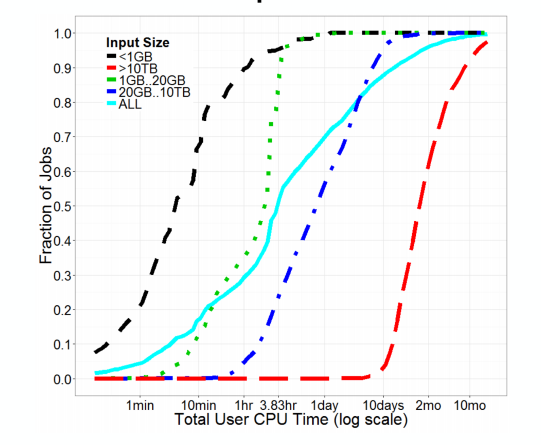 Input Size
<1GB
>10TB
1GB..20GB
20GB..10TB
ALL
Fraction of Jobs
1.0
0.9
0.8
0.7
0.6
0.5
0.4
0.3
0.2
0.1
0.0
1min 10min 1hr 3.83hr 1day 10days 2mo 10mo
Total User CPU Time (log scale)